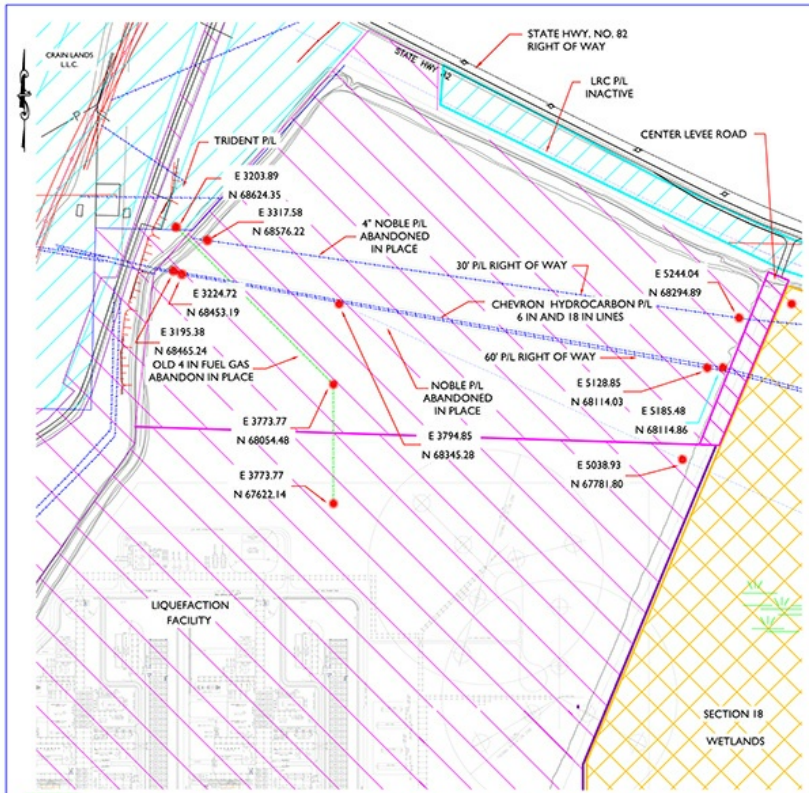 STATE HWY. NO. 82
RIGHT OF WAY
CRAIN LANDS
L.L.C.
STATE HWY
LRC P/L
INACTIVE
CENTER LEVEE ROAD
TRIDENT P/L
E 3203.89
N 68624.35
E 3317.58
N 68576.22
4" NOBLE P/L
ABANDONED
IN PLACE
30' P/L RIGHT OF WAY
E 5244.04
N 68294.89
CHEVRON HYDROCARBON P/L
6 IN AND 18 IN LINES
E 3224.72
N 68453.19
E 3195.38
N 68465.24
OLD 4 IN FUEL GAS
ABANDON IN PLACE
60' P/L RIGHT OF WAY
NOBLE P/L
ABANDONED
IN PLACE
E 5128.85
N 68114.03
E 5185.48
N 68114.86
E 3773.77
N 68054.48
E 3794.85
N 68345.28
E 5038.93
N 67781.80
E 3773.77
N 67622.14
LIQUEFACTION
FACILITY
SECTION 18
WETLANDS